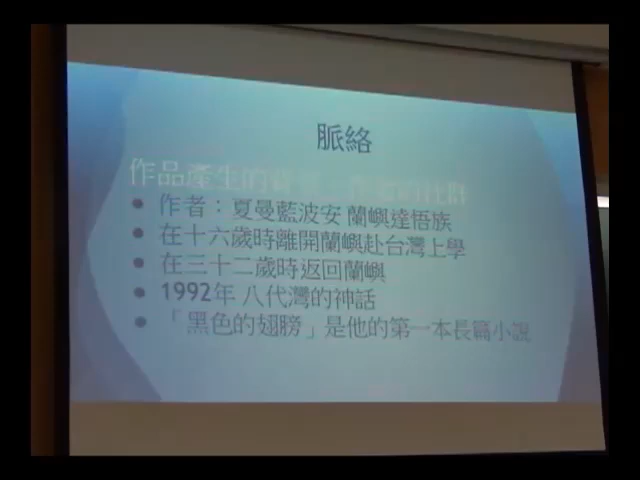 脈絡
作品產生的
作者：夏曼藍波安 蘭嶼達悟族
在十六歲時離開蘭嶼赴台灣上學
在三十二歲時返回蘭嶼
1992年 八代灣的神話
「黑色的翅膀」是他的第一本長篇小說